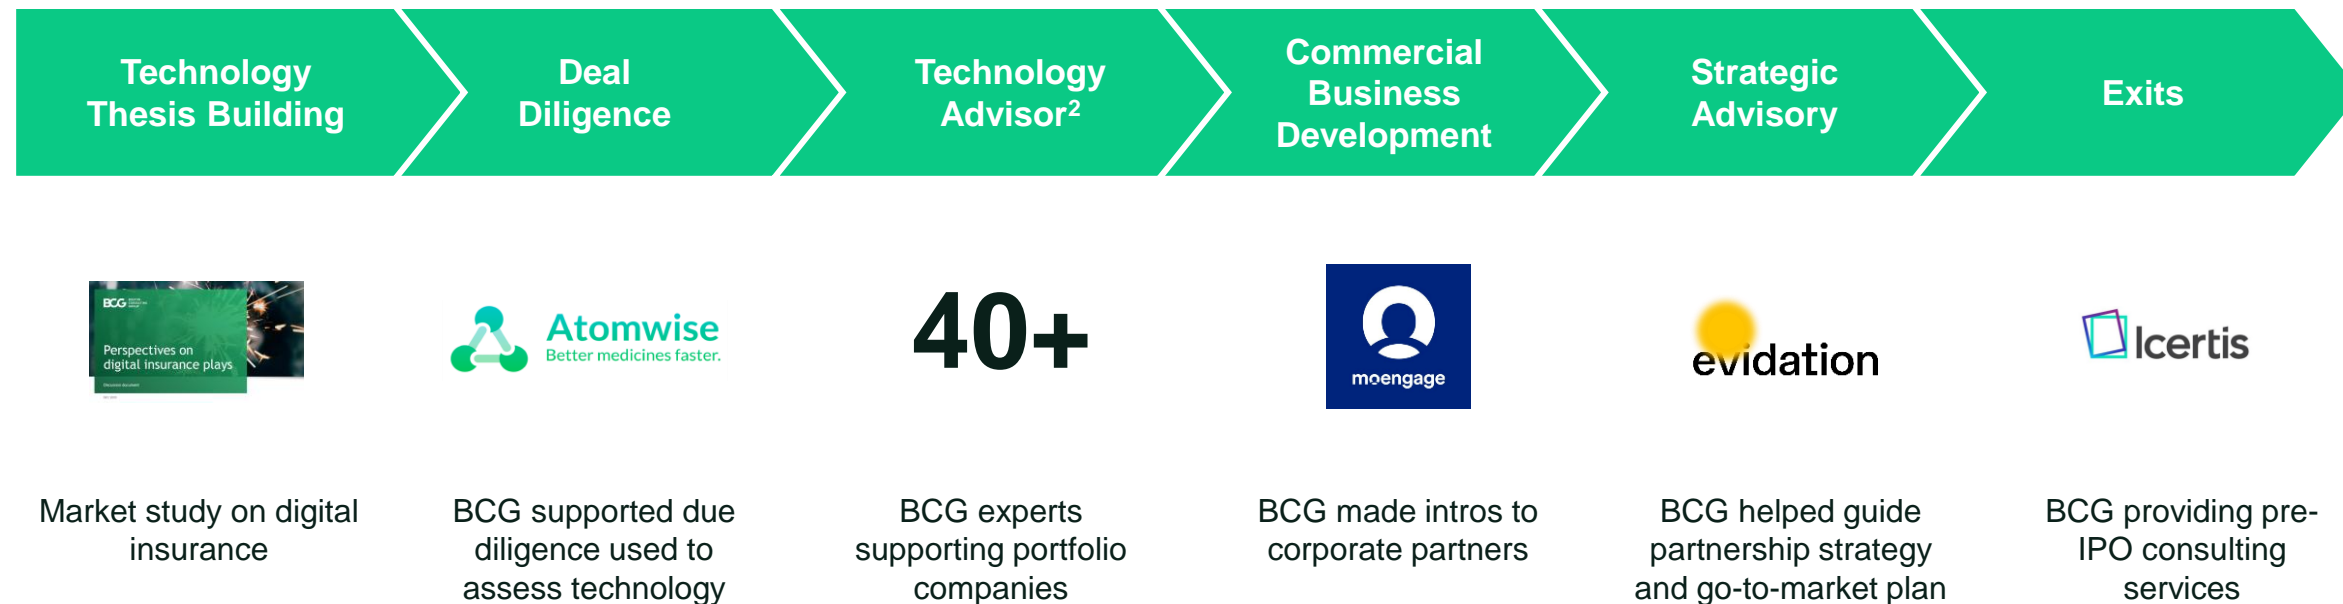 Technology
Thesis Building
Deal
Diligence
Technology
Advisor²
Commercial
Business
Development
Strategic
Advisory
Exits
BCG
Perspectives on
digital insurance plays
Atomwise
Better medicines faster.
40+
moengage
evidation
Icertis
Market study on digital
insurance
BCG supported due
diligence used to
assess technology
BCG experts
supporting portfolio
companies
BCG made intros to
corporate partners
BCG helped guide
partnership strategy
and go-to-market plan
BCG providing pre-
IPO consulting
services